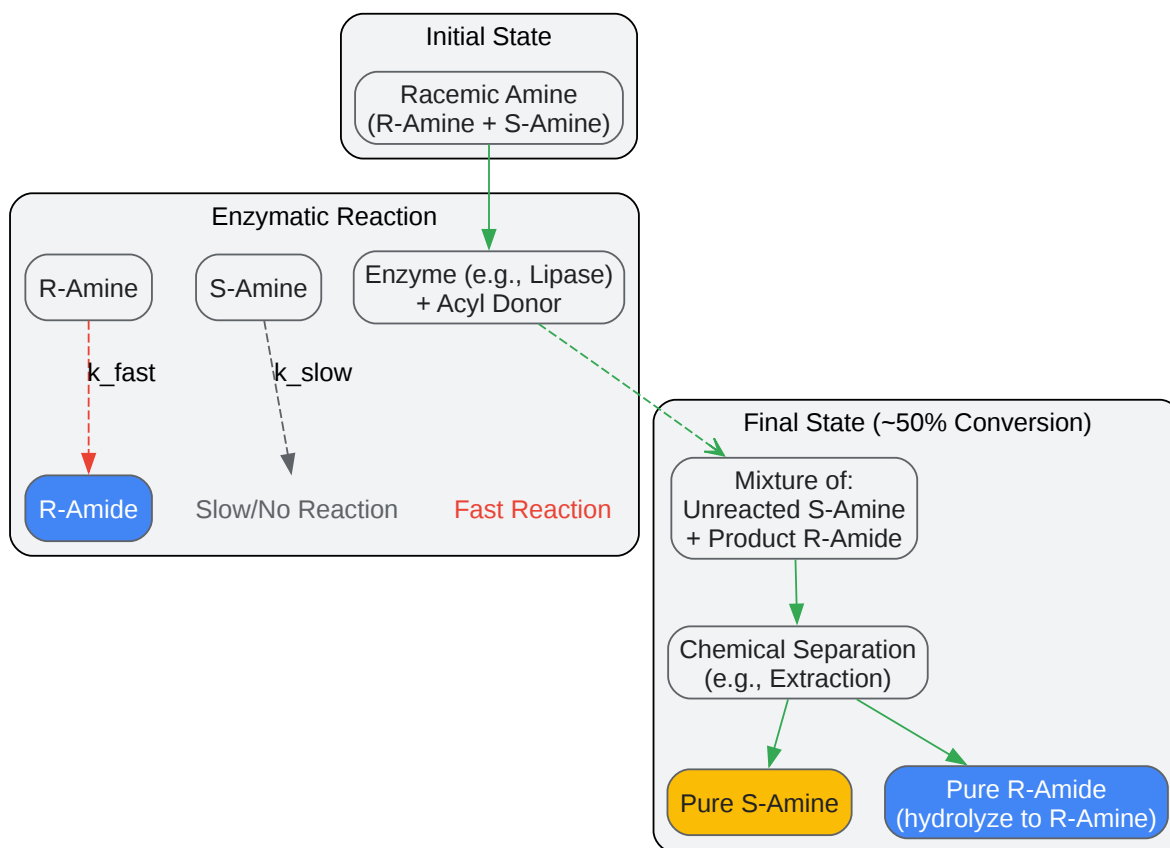 Initial State
Racemic Amine
(R-Amine + S-Amine)
Enzymatic Reaction
R-Amine
S-Amine
Enzyme (e.g., Lipase)
+ Acyl Donor
k_fast
k_slow
R-Amide
Slow/No Reaction
Fast Reaction
Final State (~50% Conversion)
Mixture of:
Unreacted S-Amine
+ Product R-Amide
Chemical Separation
(e.g., Extraction)
Pure S-Amine
Pure R-Amide
(hydrolyze to R-Amine)